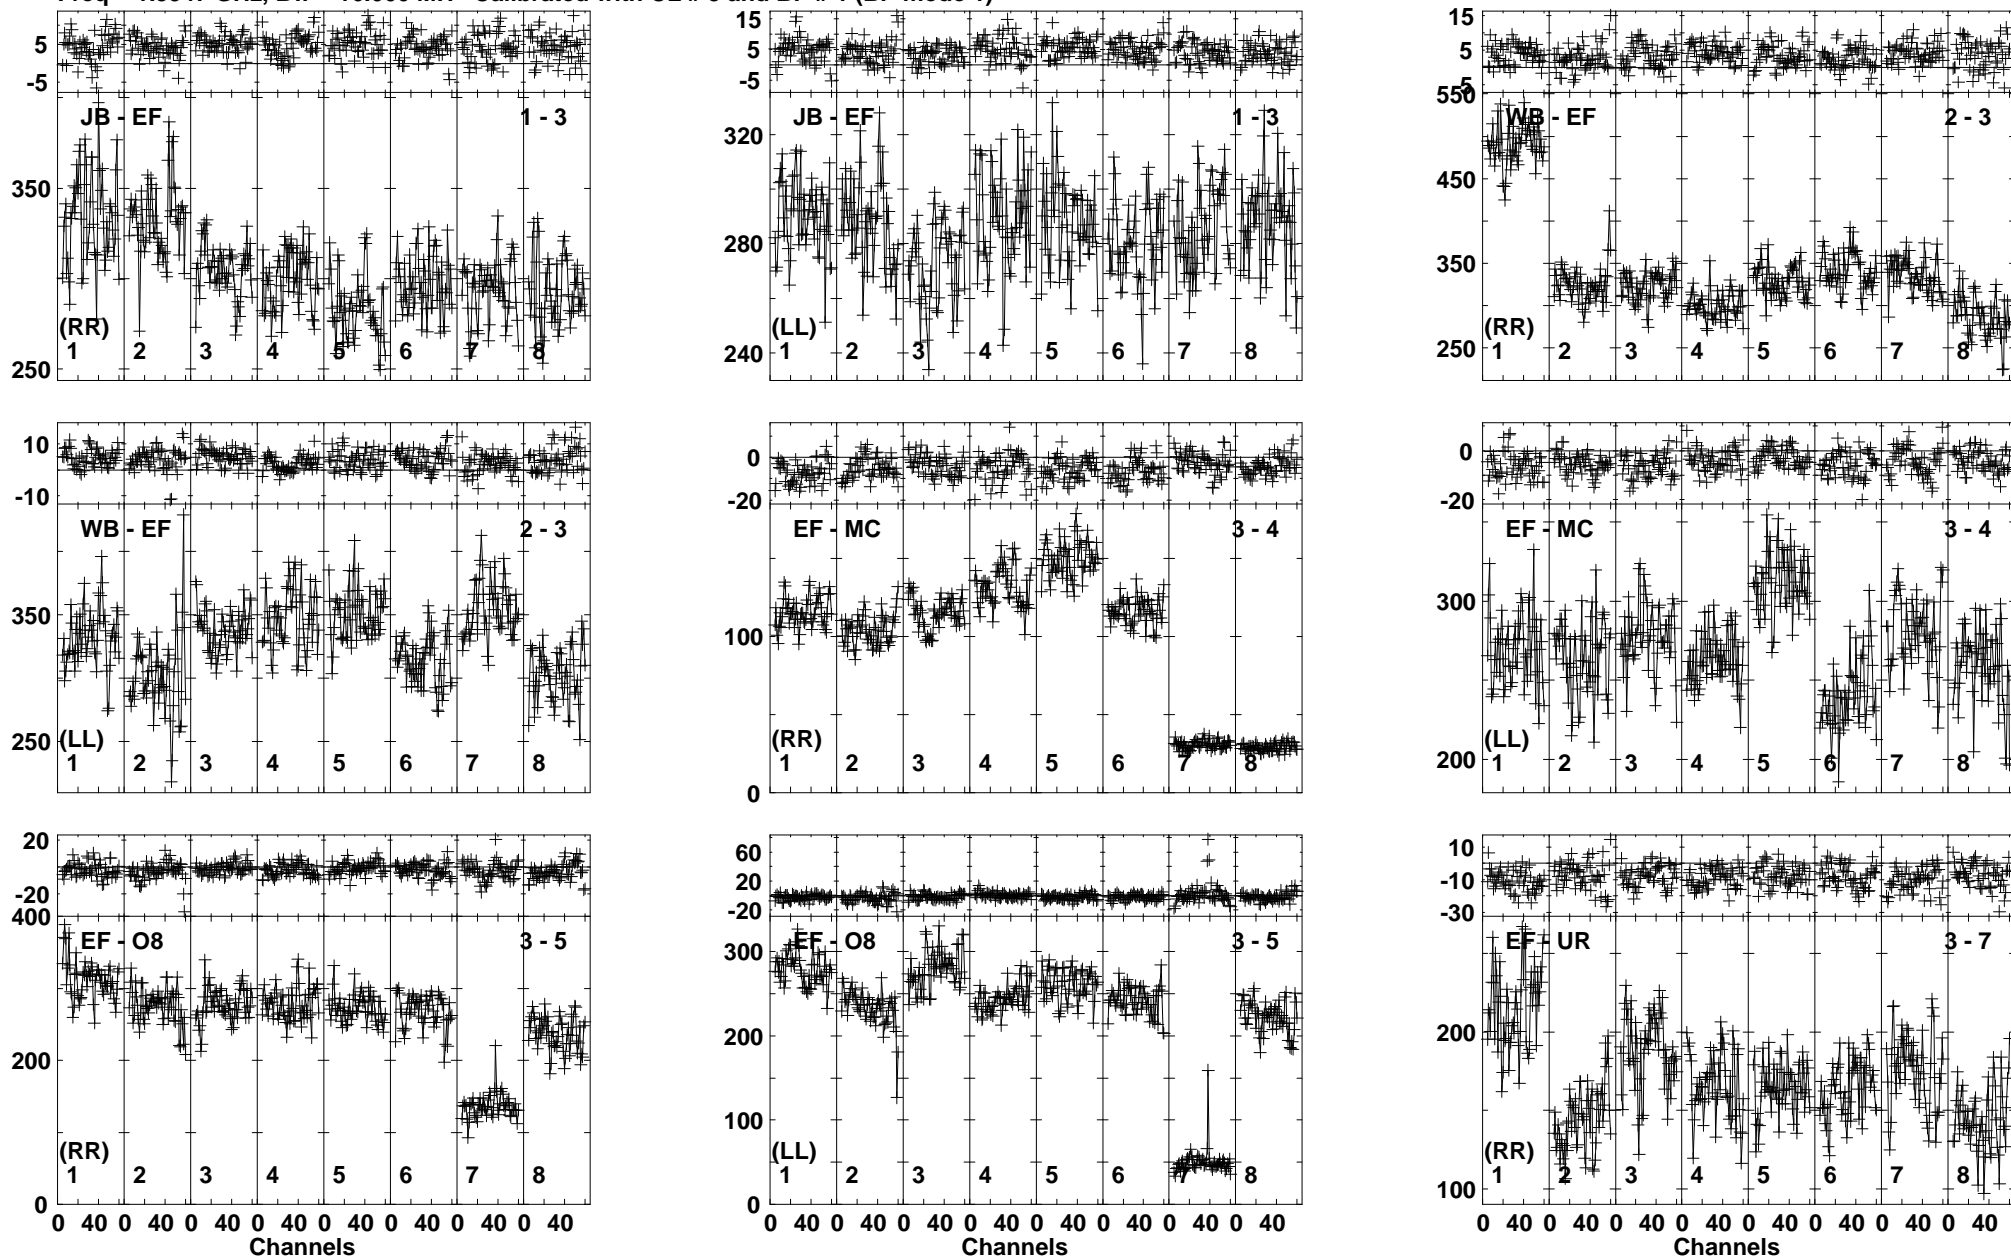 JB - EF 1 - 3
15 5 -5
350
250
(RR)
1 2 3 4 5 6 7 8
5 -5
JB - EF 1 - 3
320
280
240
(LL)
1 2 3 4 5 6 7 8
15 5
WB - EF 2 - 3
550
450
350
250
(RR)
1 2 3 4 5 6 7 8
10 -10
WB - EF 2 - 3
350
250
(LL)
1 2 3 4 5 6 7 8
0 -20
EF - MC 3 - 4
100
0
(RR)
1 2 3 4 5 6 7 8
0 -20
EF - MC 3 - 4
300
200
(LL)
1 2 3 4 5 6 7 8
20 -20
400
EF - O8 3 - 5
200
0
(RR)
1 2 3 4 5 6 7 8
0 40 0 40 0 40 0 40 0 40 0 40 0 40 0 40
Channels
60 20 -20
EF - O8 3 - 5
300
200
100
0
(LL)
1 2 3 4 5 6 7 8
0 40 0 40 0 40 0 40 0 40 0 40 0 40 0 40
Channels
10 -10 -30
EF - UR 3 - 7
200
100
(RR)
1 2 3 4 5 6 7 8
0 40 0 40 0 40 0 40 0 40 0 40 0 40 0 40
Channels